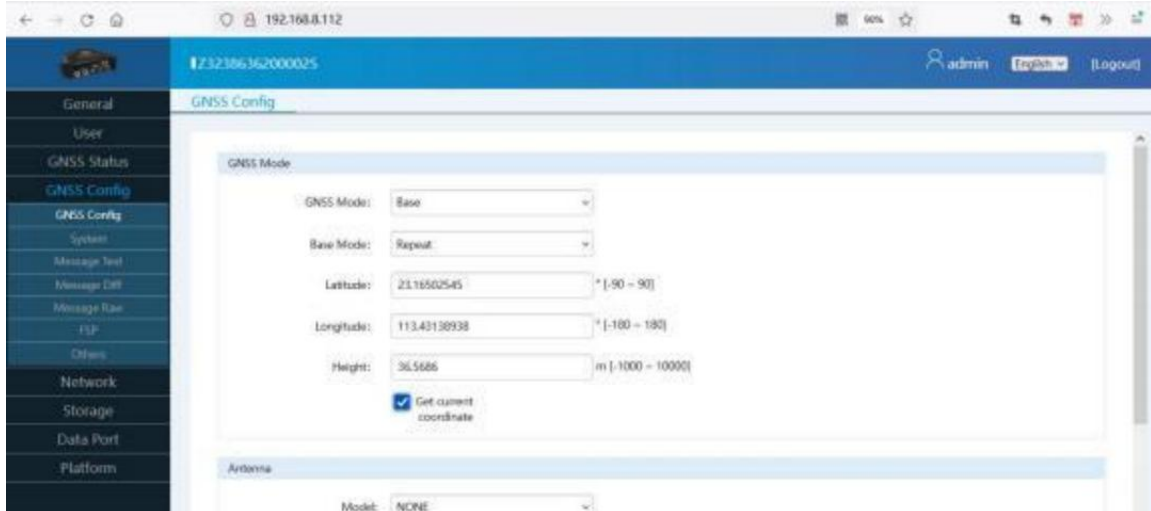 192.168.8.112
90%
admin
English
[Logout]
General
GNSS Config
User
GNSS Status
GNSS Mode
GNSS Config
GNSS Mode:
Base
GNSS Config
System
Base Mode:
Repeat
Message Text
Message Diff
Latitude:
23.16502545
° [-90 ~ 90]
Message Raw
Longitude:
113.43138938
° [-180 ~ 180]
Others
Height:
36.5686
m [-1000 ~ 10000]
Network
Get current
coordinate
Storage
Data Port
Platform
Antenna
Model:
NONE